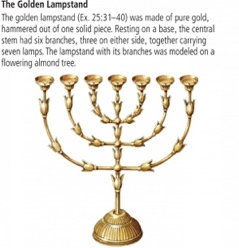 The Golden Lampstand
The golden lampstand (Ex. 25:31–40) was made of pure gold,
hammered out of one solid piece. Resting on a base, the central
stem had six branches, three on either side, together carrying
seven lamps. The lampstand with its branches was modeled on a
flowering almond tree.